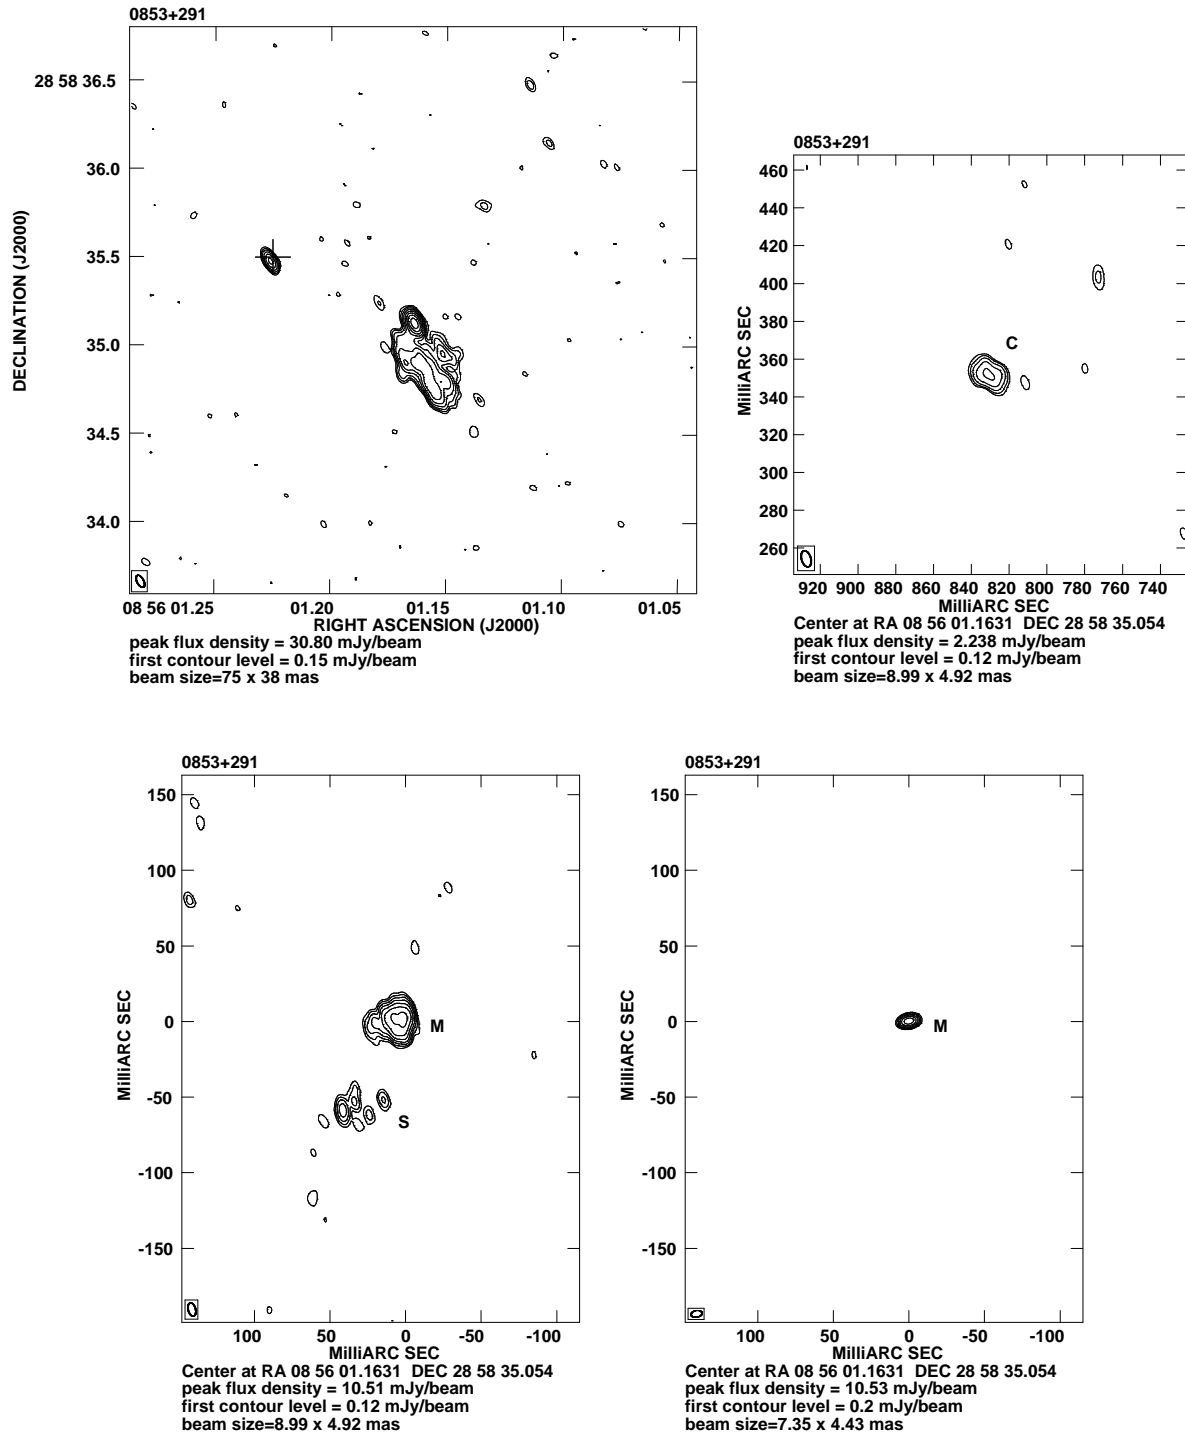 0853+291
DECLINATION (J2000)
28 58 36.5
36.0
35.5
35.0
34.5
34.0
08 56 01.25 01.20 01.15 01.10 01.05
RIGHT ASCENSION (J2000)
peak flux density = 30.80 mJy/beam
first contour level = 0.15 mJy/beam
beam size=75 x 38 mas
0853+291
MilliARC SEC
460
440
420
400
380
360
340
320
300
280
260
C
920 900 880 860 840 820 800 780 760 740
MilliARC SEC
Center at RA 08 56 01.1631 DEC 28 58 35.054
peak flux density = 2.238 mJy/beam
first contour level = 0.12 mJy/beam
beam size=8.99 x 4.92 mas
0853+291
MilliARC SEC
150
100
50
0
-50
-100
-150
M
S
100 50 0 -50 -100
MilliARC SEC
Center at RA 08 56 01.1631 DEC 28 58 35.054
peak flux density = 10.51 mJy/beam
first contour level = 0.12 mJy/beam
beam size=8.99 x 4.92 mas
0853+291
MilliARC SEC
150
100
50
0
-50
-100
-150
M
100 50 0 -50 -100
MilliARC SEC
Center at RA 08 56 01.1631 DEC 28 58 35.054
peak flux density = 10.53 mJy/beam
first contour level = 0.2 mJy/beam
beam size=7.35 x 4.43 mas